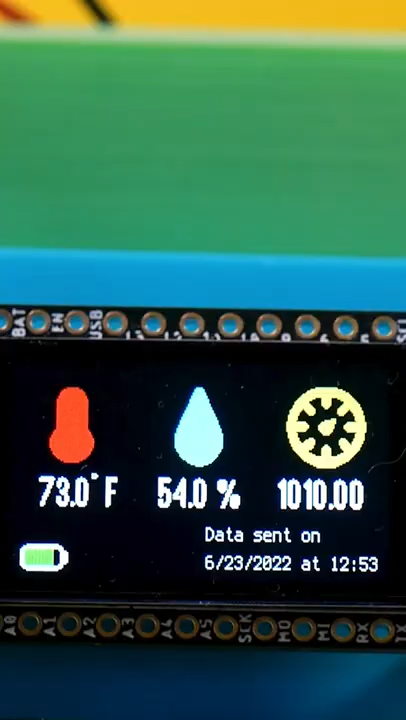 BAT EN USB
73.0°F 54.0 % 1010.00
Data sent on
6/23/2022 at 12:53
A0 A1 A2 A3 A4 A5 SCK MO MI RX TX